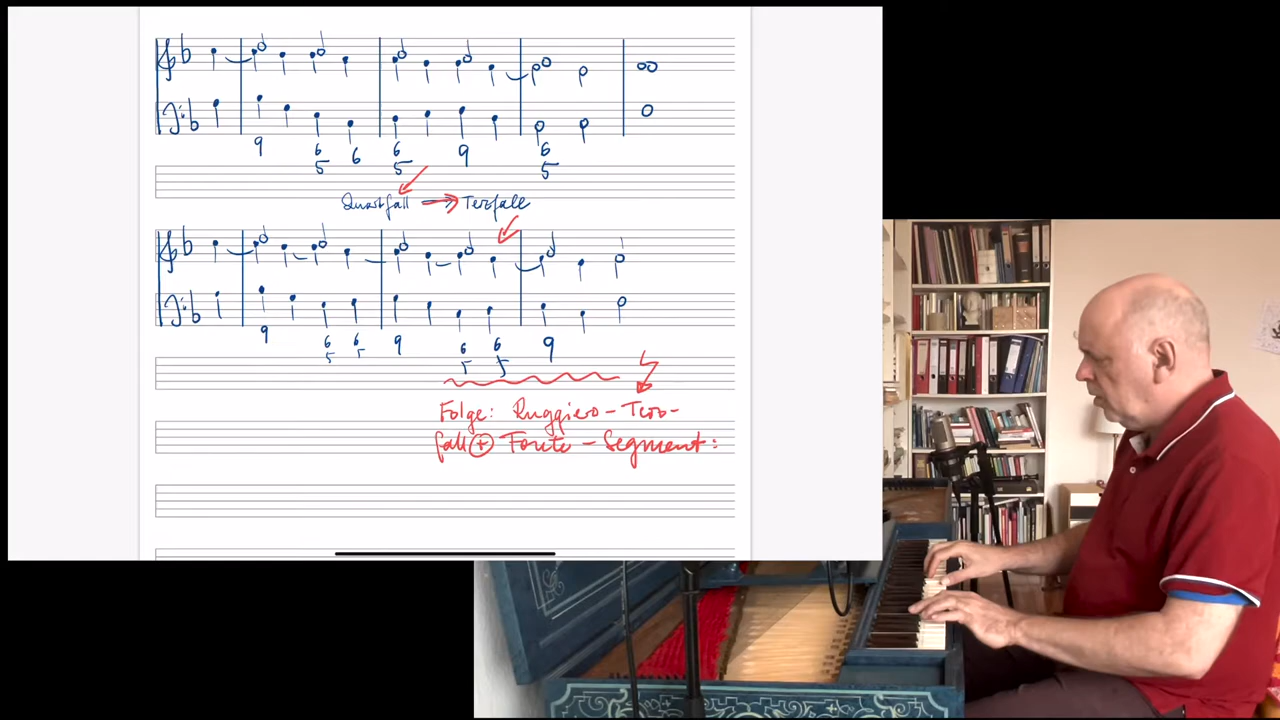 9 6 6 6 9 6
5 5 5
Quartfall → Terzfall
9 6 6 9 6 6 9
5 5 5 5
Folge: Ruggiero-Terz-
fall + Fonte-Segment: